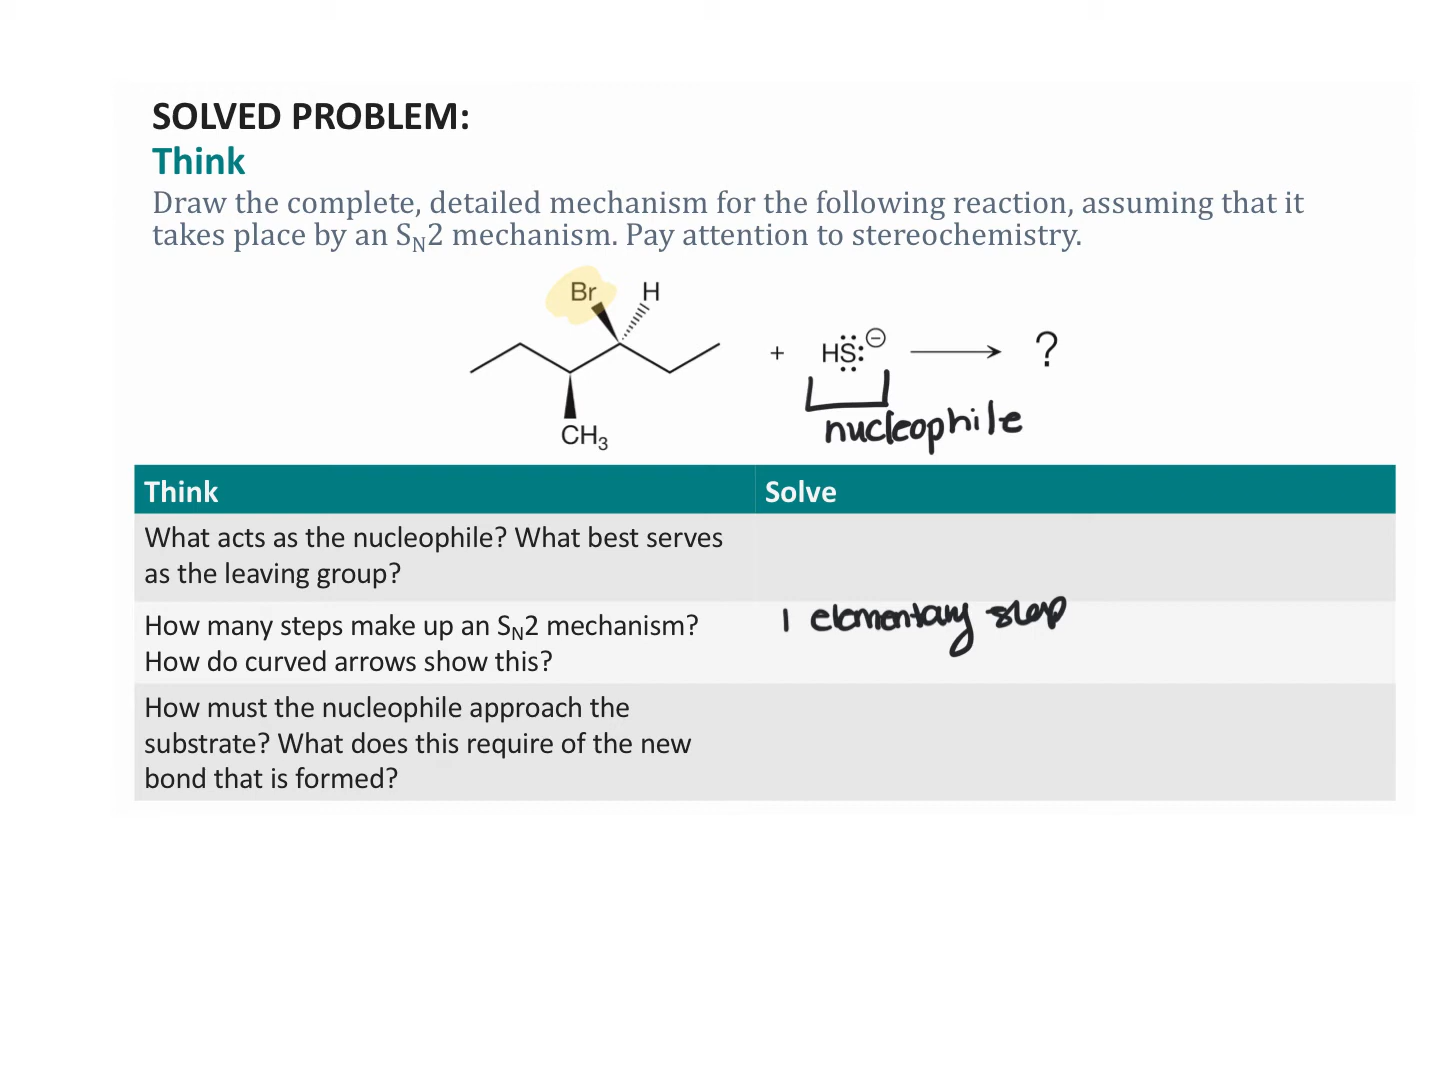 SOLVED PROBLEM:
Think
Draw the complete, detailed mechanism for the following reaction, assuming that it
takes place by an SN2 mechanism. Pay attention to stereochemistry.
Br H
+ HS:⊖ ?
CH3
nucleophile
Think Solve
What acts as the nucleophile? What best serves
as the leaving group?
How many steps make up an SN2 mechanism?
How do curved arrows show this?
1 elementary step
How must the nucleophile approach the
substrate? What does this require of the new
bond that is formed?